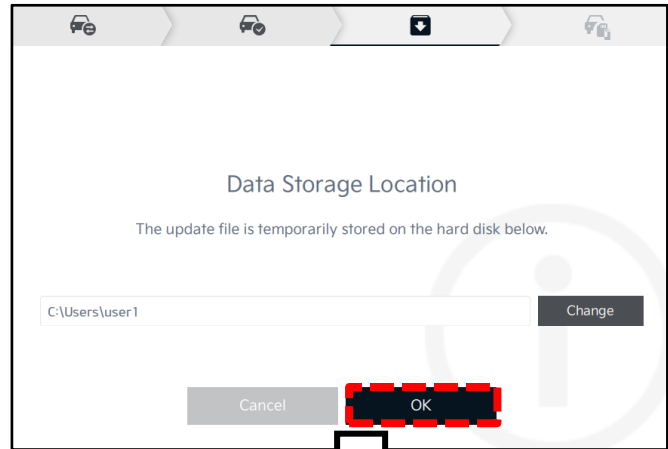 Data Storage Location
The update file is temporarily stored on the hard disk below.
C:\Users\user1
Change
Cancel
OK